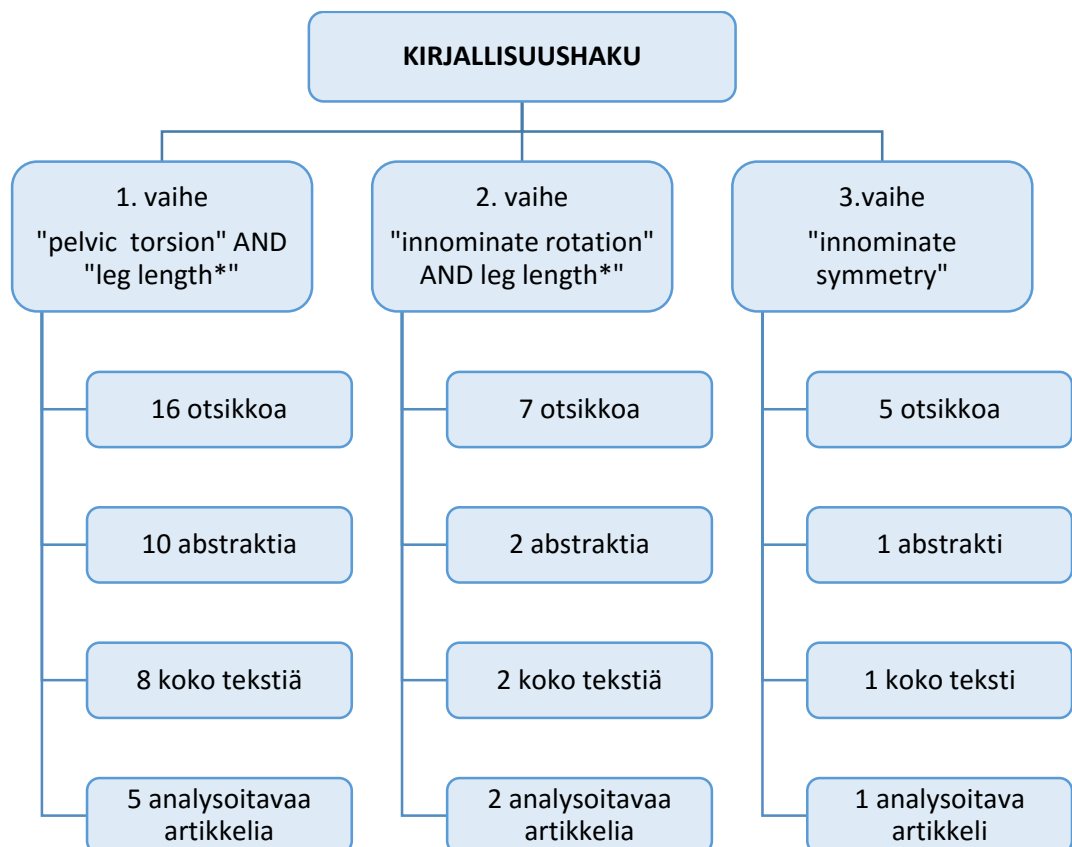 KIRJALLISUUSHAKU
1. vaihe
"pelvic torsion" AND
"leg length*"
16 otsikkoa
10 abstraktia
8 koko tekstiä
5 analysoitavaa
artikkelia
2. vaihe
"innominate rotation"
AND leg length*"
7 otsikkoa
2 abstraktia
2 koko tekstiä
2 analysoitavaa
artikkelia
3.vaihe
"innominate
symmetry"
5 otsikkoa
1 abstrakti
1 koko teksti
1 analysoitava
artikkeli